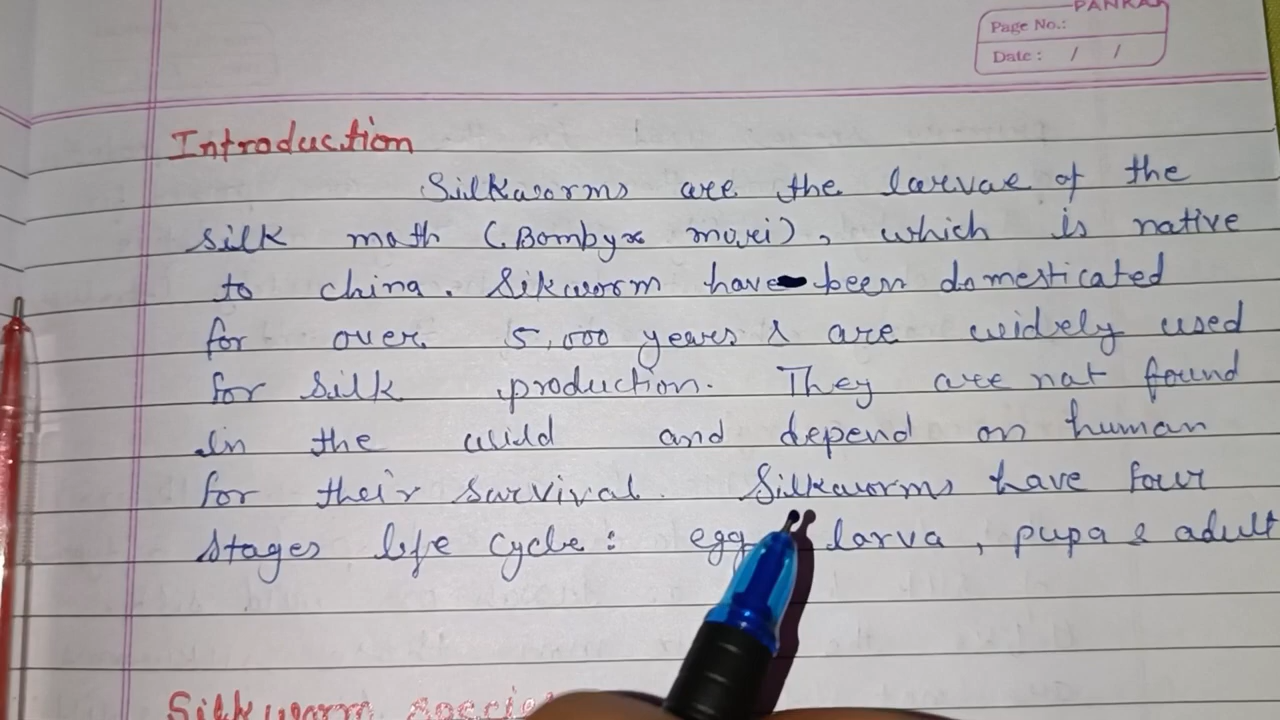 PANKAJ
Page No.:
Date: / /
Introduction
Silkworms are the larvae of the
silk moth (Bombyx mori), which is native
to china. Sikworm have been domesticated
for over 5,000 years & are widely used
for silk production. They are not found
in the wild and depend on human
for their survival. Silkworms have four
stages life cycle: egg larva, pupa & adult
Silkworm